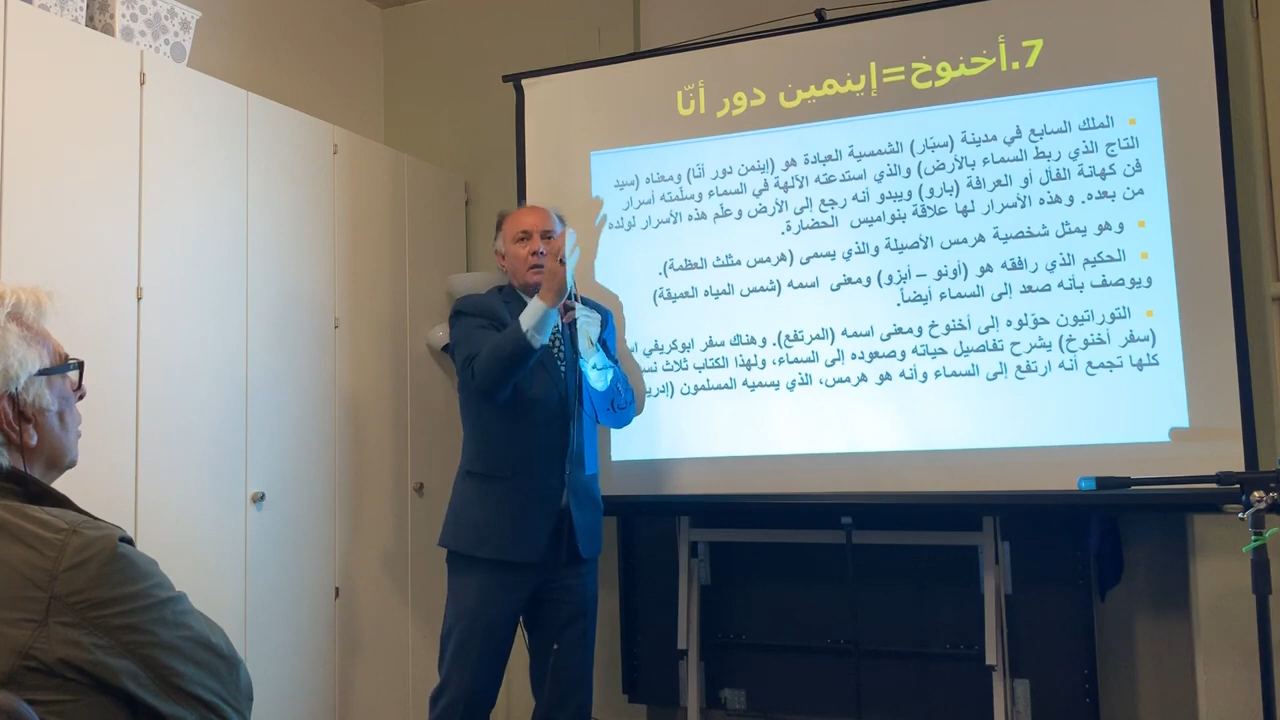 7.أخنوخ=إينمين دور أنّا
الملك السابع في مدينة (سبّار) الشمسية العبادة هو (إينمن دور أنّا) ومعناه (سيد
التاج الذي ربط السماء بالأرض) والذي استدعته الآلهة في السماء وسلّمته أسرار
فن كهانة الفأل أو العرافة (بارو) ويبدو أنه رجع إلى الأرض وعلّم هذه الأسرار لولده
من بعده. وهذه الأسرار لها علاقة بنواميس الحضارة.
وهو يمثل شخصية هرمس الأصيلة والذي يسمى (هرمس مثلث العظمة).
الحكيم الذي رافقه هو (أونو – أبزو) ومعنى اسمه (شمس المياه العميقة)
ويوصف بأنه صعد إلى السماء أيضاً.
التوراتيون حوّلوه إلى أخنوخ ومعنى اسمه (المرتفع). وهناك سفر ابوكريفي
(سفر أخنوخ) يشرح تفاصيل حياته وصعوده إلى السماء، ولهذا الكتاب ثلاث
كلها تجمع أنه ارتفع إلى السماء وأنه هو هرمس، الذي يسميه المسلمون